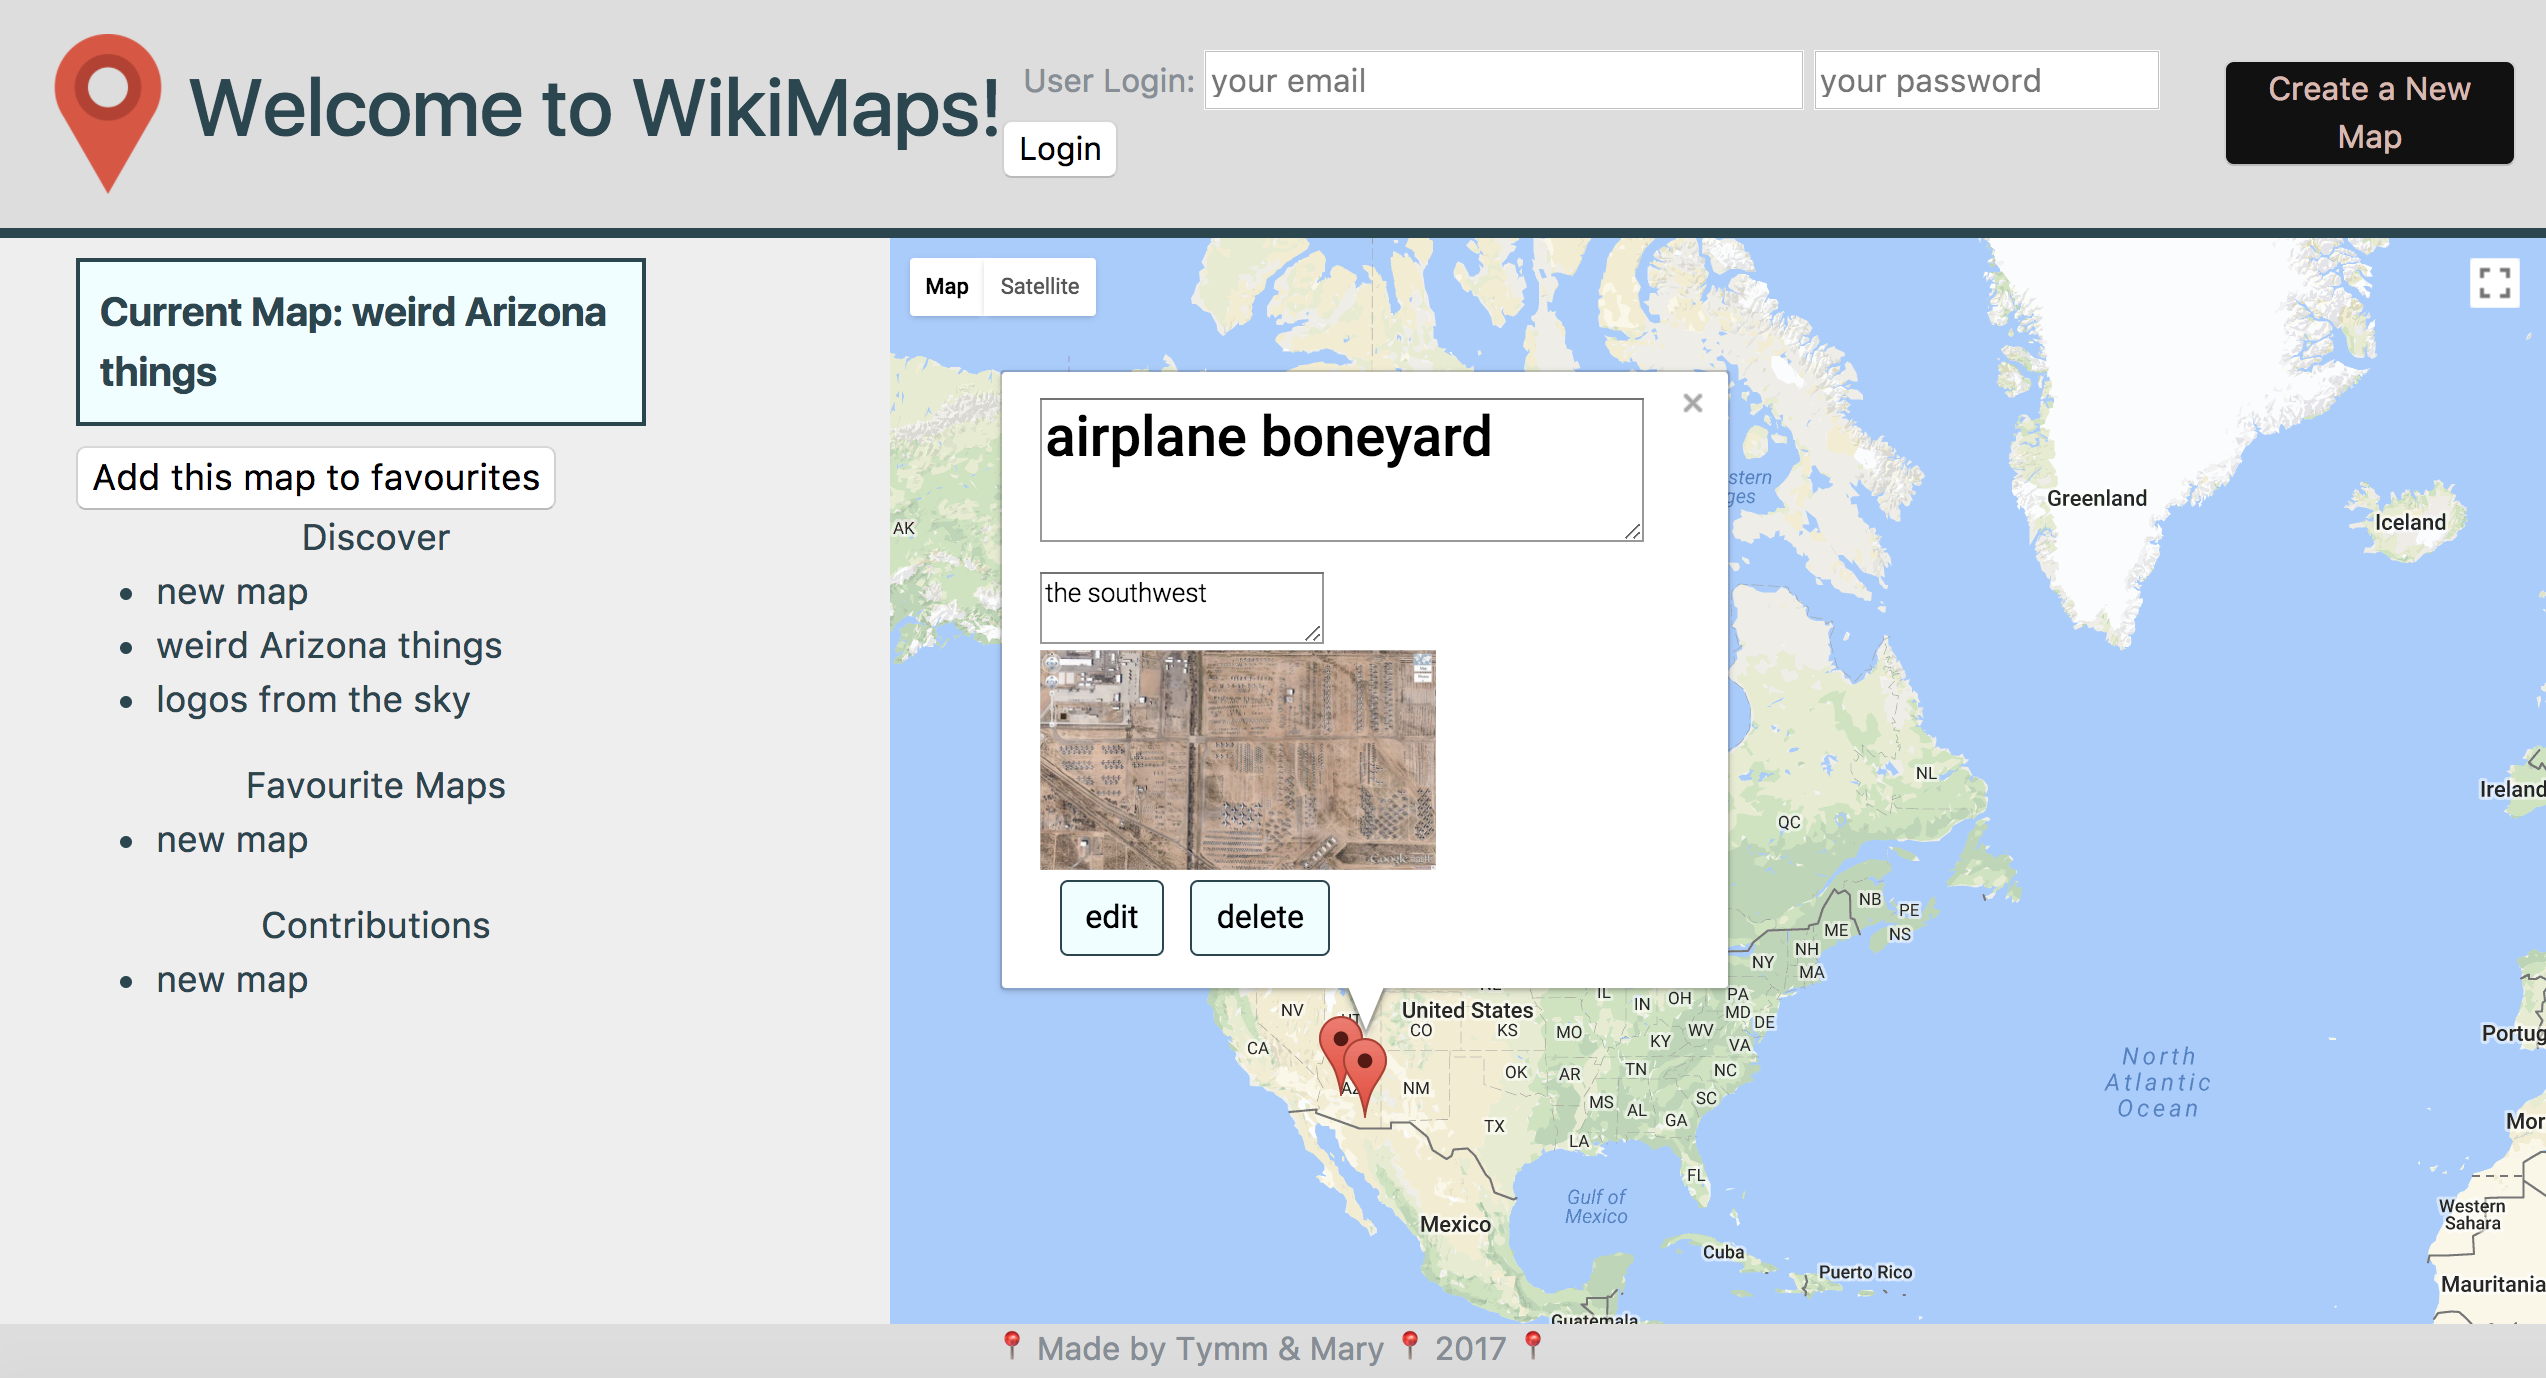 Welcome to WikiMaps!
User Login:
your email
your password
Login
Create a New
Map
Current Map: weird Arizona
things
Add this map to favourites
Discover
new map
weird Arizona things
logos from the sky
Favourite Maps
new map
Contributions
new map
Map
Satellite
airplane boneyard
the southwest
edit
delete
AK
Greenland
Iceland
NL
Ireland
QC
NB
PE
ME
NS
NH
NY
MA
IL
IN
OH
PA
MD
DE
NV
UT
United States
CO
KS
MO
KY
WV
VA
CA
AZ
NM
OK
AR
TN
NC
MS
AL
SC
GA
TX
LA
FL
Gulf of
Mexico
Mexico
Cuba
Puerto Rico
Guatemala
North
Atlantic
Ocean
Portug
Mor
Western
Sahara
Mauritania
📍 Made by Tymm & Mary 📍 2017 📍